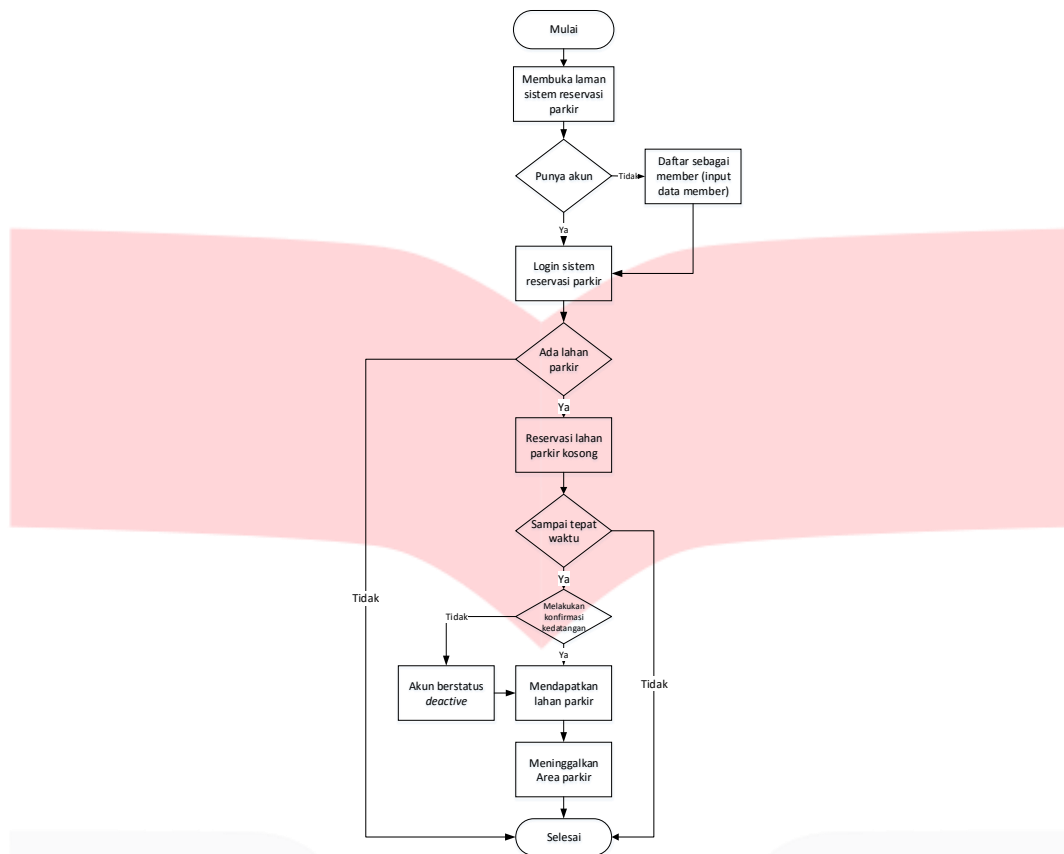 Mulai
Membuka laman
sistem reservasi
parkir
Punya akun
Tidak
Daftar sebagai
member (input
data member)
Ya
Login sistem
reservasi parkir
Ada lahan
parkir
Ya
Reservasi lahan
parkir kosong
Sampai tepat
waktu
Ya
Tidak
Melakukan
konfirmasi
kedatangan
Tidak
Ya
Akun berstatus
deactive
Mendapatkan
lahan parkir
Tidak
Meninggalkan
Area parkir
Selesai